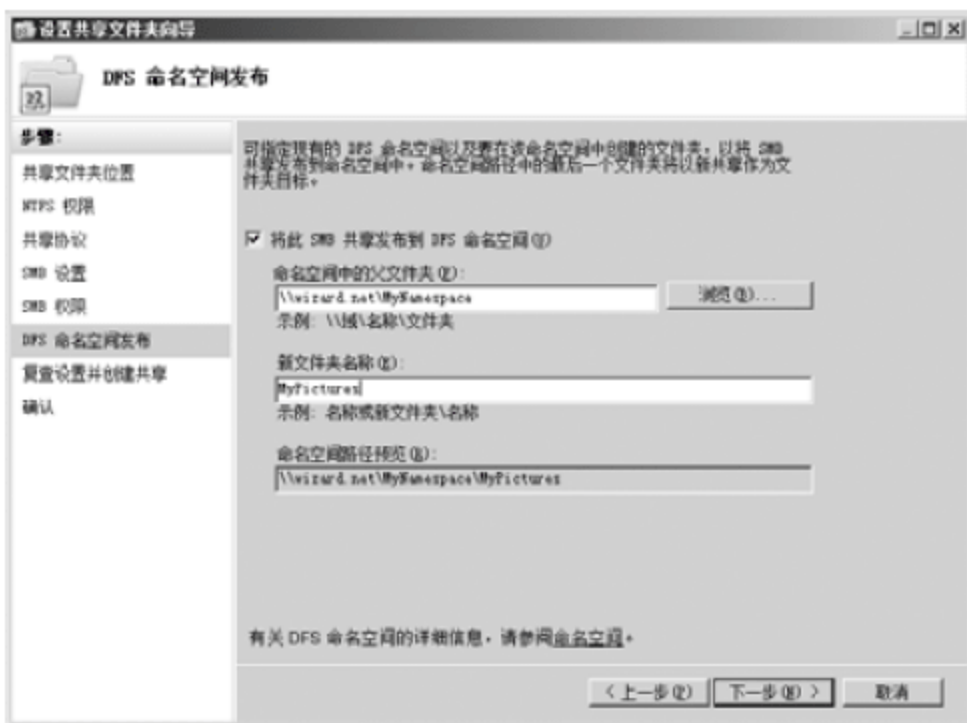 设置共享文件夹向导
DFS 命名空间发布
步骤:
共享文件夹位置
NTFS 权限
共享协议
SMB 设置
SMB 权限
DFS 命名空间发布
复查设置并创建共享
确认
可指定现有的 DFS 命名空间以及要在该命名空间中创建的文件夹，以将 SMB
共享发布到命名空间中。命名空间路径中的最后一个文件夹将以新共享作为文
件夹目标。
将此 SMB 共享发布到 DFS 命名空间(U)
命名空间中的父文件夹(F):
\\wizard.net\MyNamespace
浏览(B)...
示例: \\域\名称\文件夹
新文件夹名称(E):
MyPictures
示例: 名称或新文件夹\名称
命名空间路径预览(R):
\\wizard.net\MyNamespace\MyPictures
有关 DFS 命名空间的详细信息，请参阅命名空间。
< 上一步(P)
下一步(N) >
取消